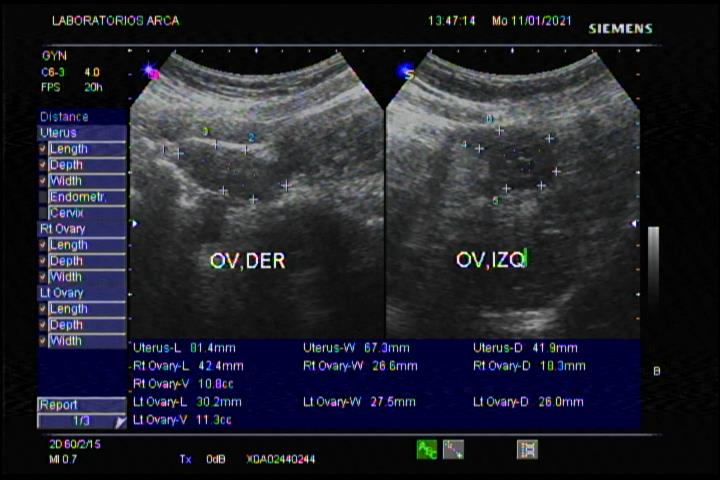 LABORATORIOS ARCA 13:47:14 Mo 11/01/2021 SIEMENS
GYN
C6-3 4.0
FPS 20h
S
Distance
Uterus
Length
Depth
Width
Endometr.
Cervix
Rt Ovary
Length
Depth
Width
Lt Ovary
Length
Depth
Width
OV,DER OV,IZQ
Uterus-L 81.4mm Uterus-W 67.3mm Uterus-D 41.9mm
Rt Ovary-L 42.4mm Rt Ovary-W 26.6mm Rt Ovary-D 18.3mm
Rt Ovary-V 10.8cc
Lt Ovary-L 30.2mm Lt Ovary-W 27.5mm Lt Ovary-D 26.0mm
Lt Ovary-V 11.3cc
Report
1/3
B
2D 60/2/15
MI 0.7 Tx 0dB XDA02440244
ABC